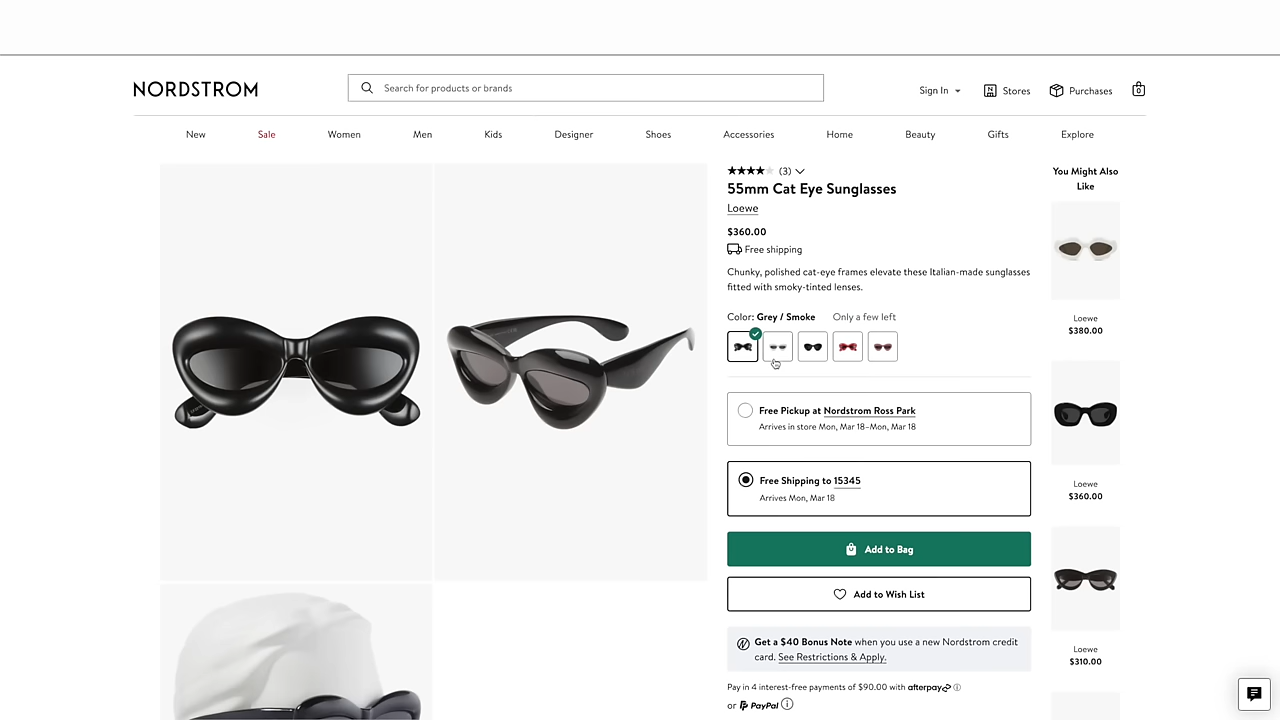 NORDSTROM
Search for products or brands
Sign In
Stores
Purchases
0
New
Sale
Women
Men
Kids
Designer
Shoes
Accessories
Home
Beauty
Gifts
Explore
(3)
55mm Cat Eye Sunglasses
Loewe
$360.00
Free shipping
Chunky, polished cat-eye frames elevate these Italian-made sunglasses
fitted with smoky-tinted lenses.
Color: Grey / Smoke
Only a few left
Free Pickup at Nordstrom Ross Park
Arrives in store Mon, Mar 18–Mon, Mar 18
Free Shipping to 15345
Arrives Mon, Mar 18
Add to Bag
Add to Wish List
Get a $40 Bonus Note when you use a new Nordstrom credit
card. See Restrictions & Apply.
Pay in 4 interest-free payments of $90.00 with afterpay
or PayPal
You Might Also
Like
Loewe
$380.00
Loewe
$360.00
Loewe
$310.00